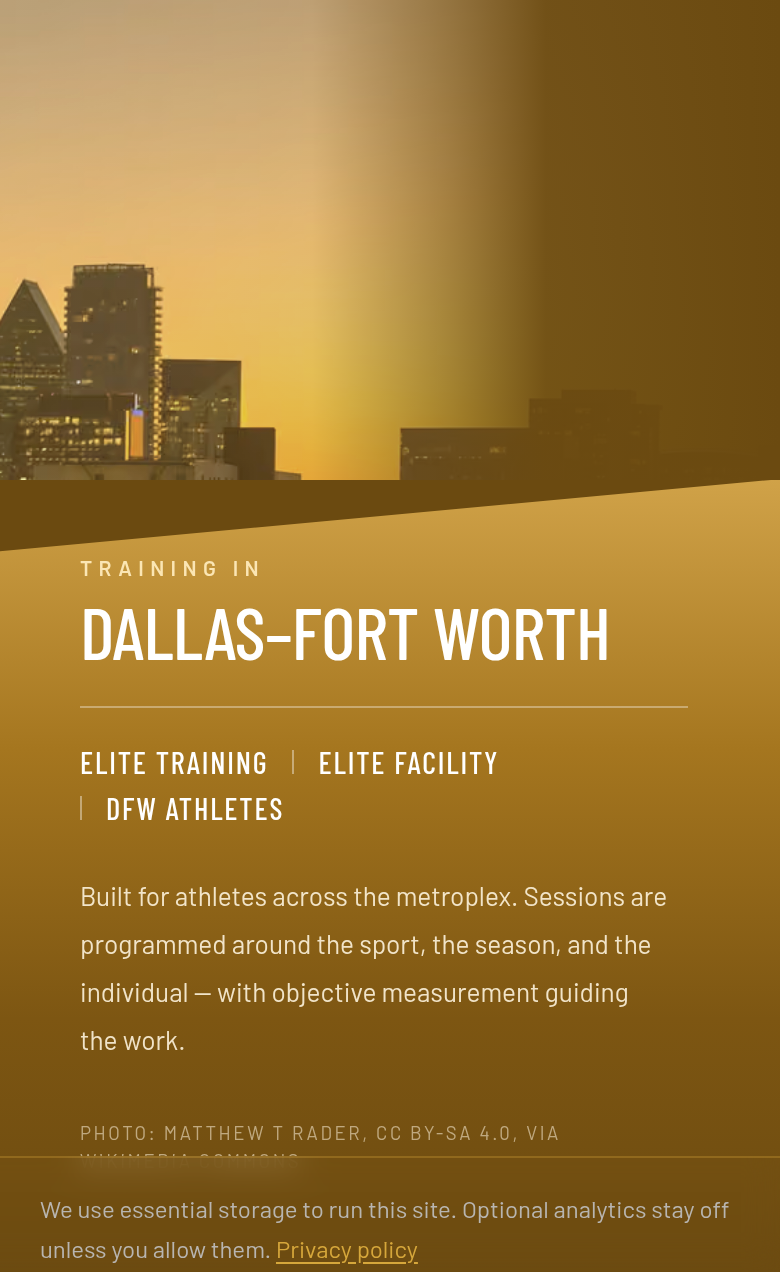 TRAINING IN
DALLAS–FORT WORTH
ELITE TRAINING | ELITE FACILITY
| DFW ATHLETES
Built for athletes across the metroplex. Sessions are
programmed around the sport, the season, and the
individual — with objective measurement guiding
the work.
PHOTO: MATTHEW T RADER, CC BY-SA 4.0, VIA
WIKIMEDIA COMMONS
We use essential storage to run this site. Optional analytics stay off
unless you allow them. Privacy policy